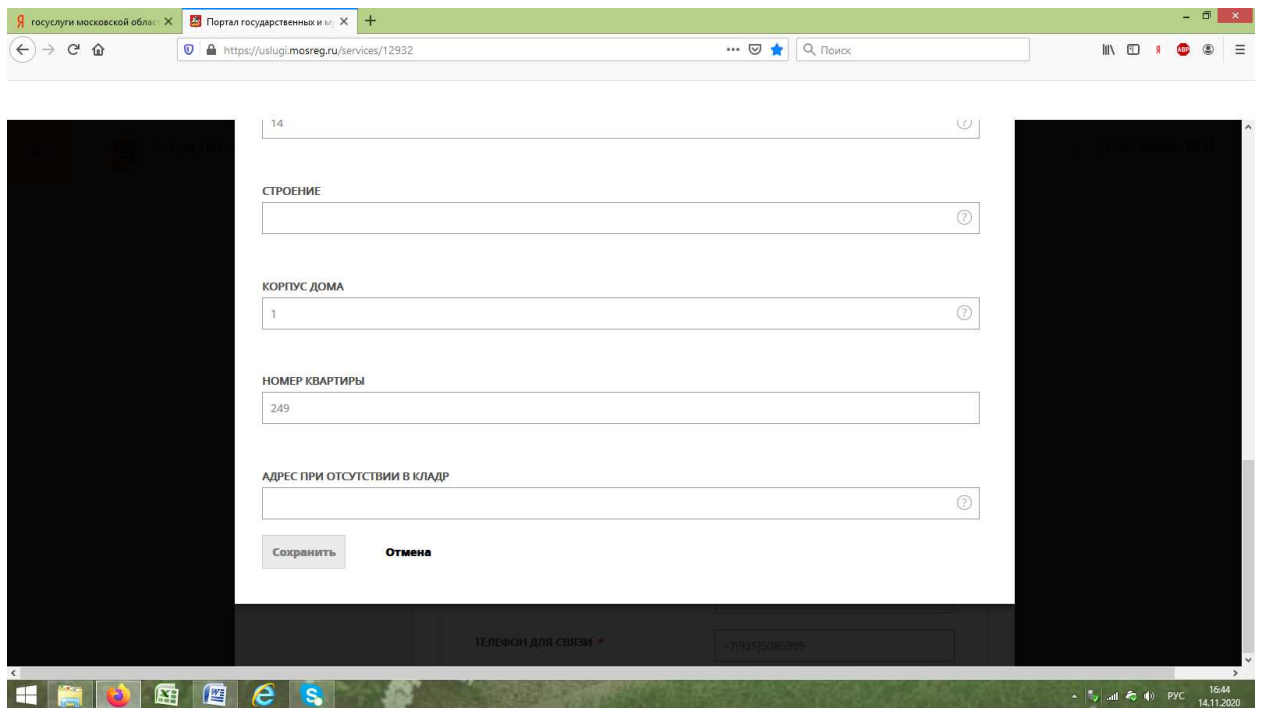 госуслуги московской облас
Портал государственных и м
https://uslugi.mosreg.ru/services/12932
Поиск
ABP
14
СТРОЕНИЕ
КОРПУС ДОМА
1
НОМЕР КВАРТИРЫ
249
АДРЕС ПРИ ОТСУТСТВИИ В КЛАДР
Сохранить Отмена
ТЕЛЕФОН ДЛЯ СВЯЗИ *
+7(925)5085999
РУС
16:44
14.11.2020